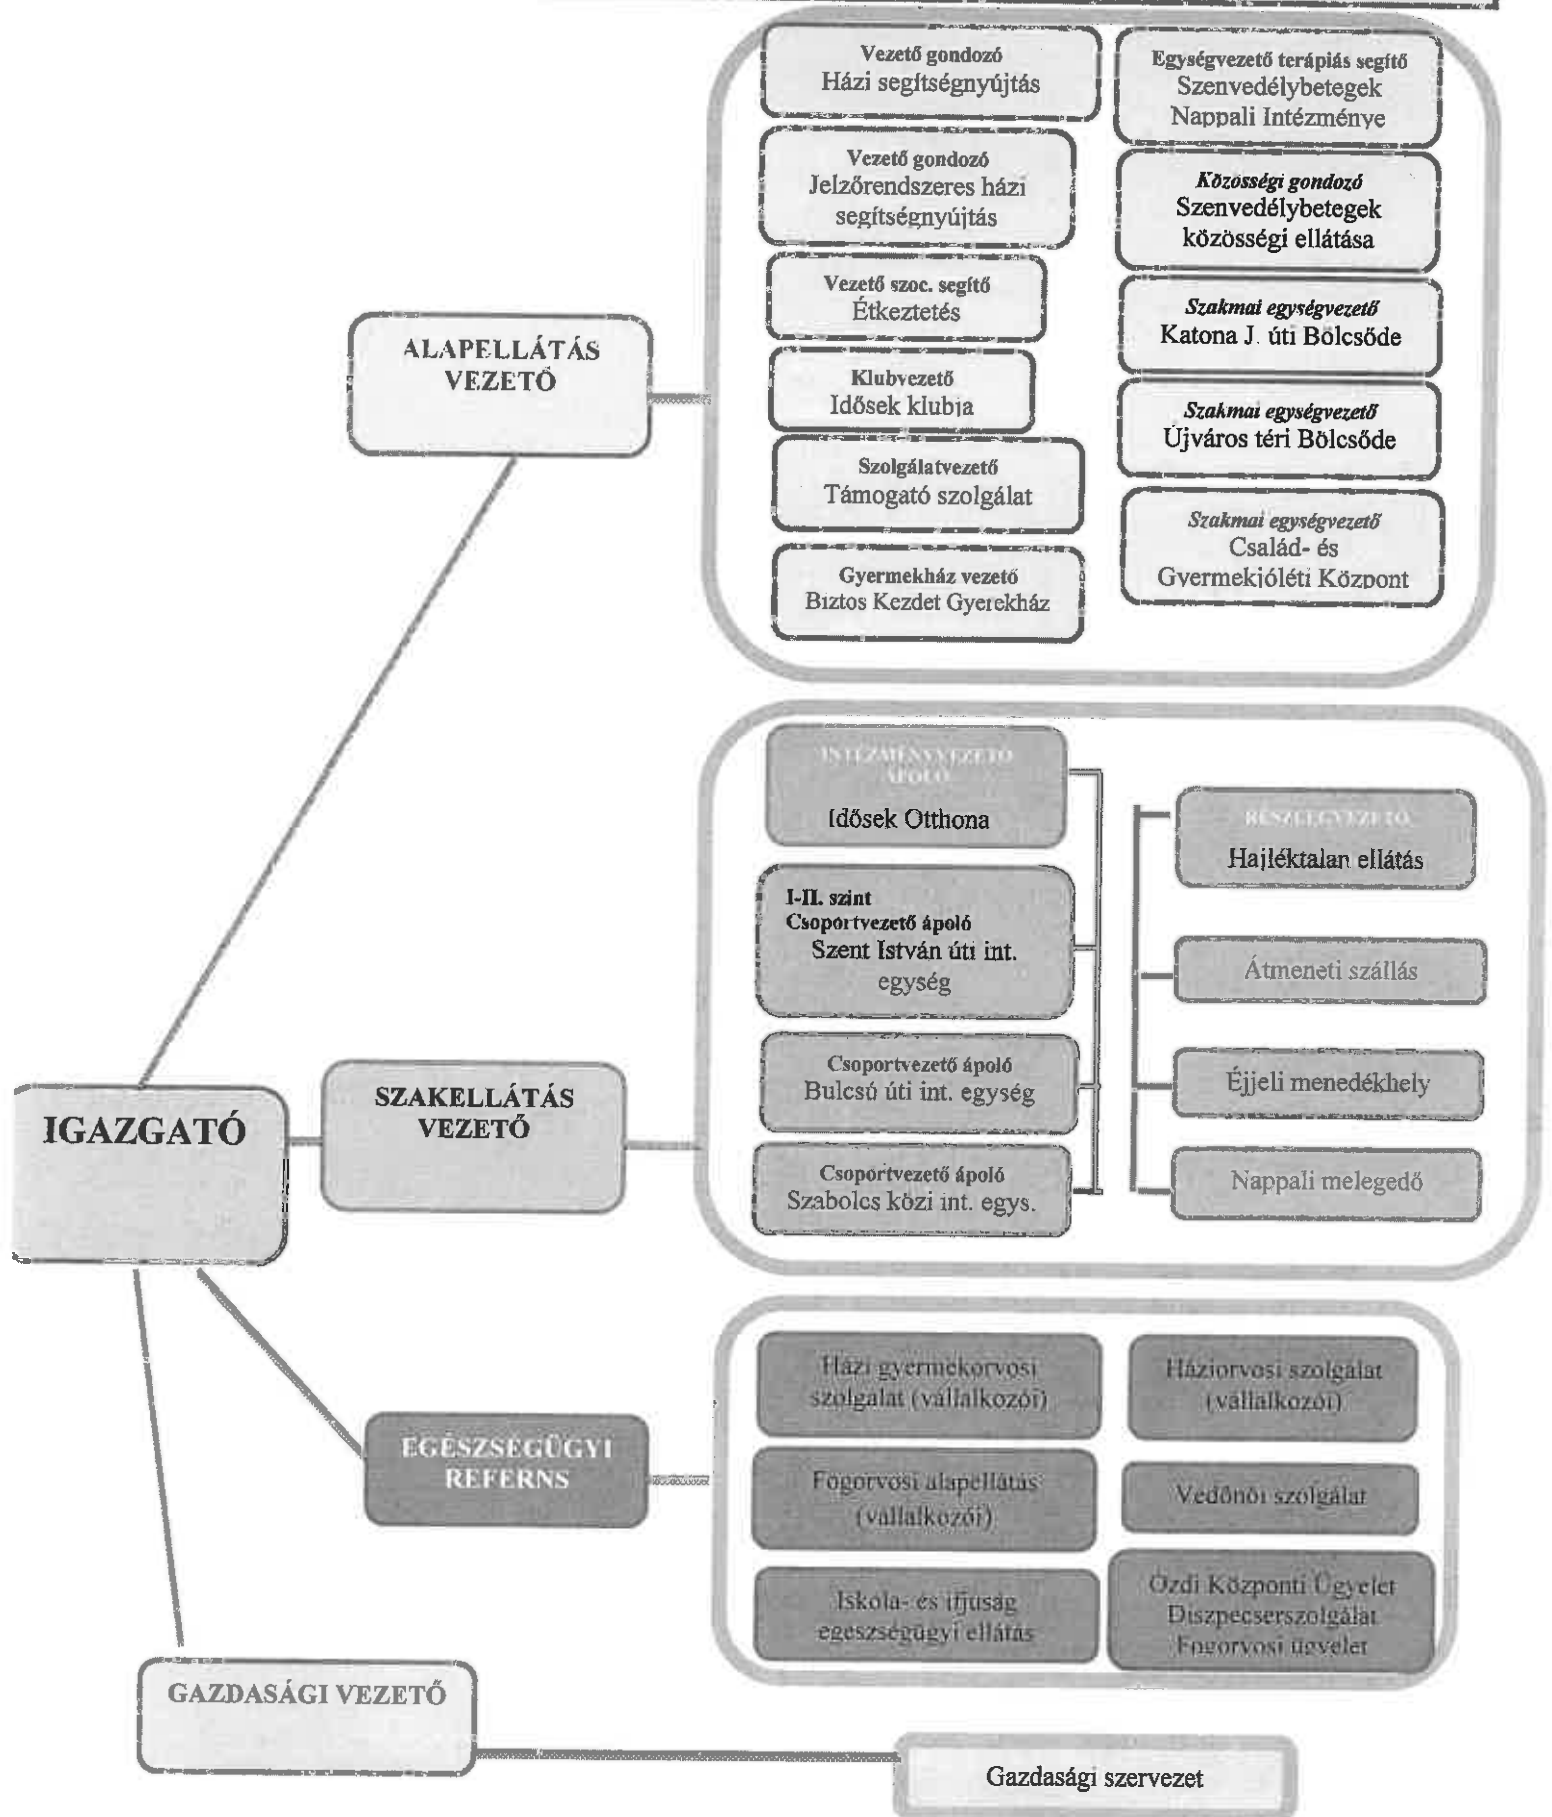 Vezető gondozó
Házi segítségnyújtás
Vezető gondozó
Jelzőrendszeres házi
segítségnyújtás
Vezető szoc. segítő
Étkeztetés
Klubvezető
Idősek klubja
Szolgálatvezető
Támogató szolgálat
Gyermekház vezető
Biztos Kezdet Gyerekház
Egységvezető terápiás segítő
Szenvedélybetegek
Nappali Intézménye
Közösségi gondozó
Szenvedélybetegek
közösségi ellátása
Szakmai egységvezető
Katona J. úti Bölcsőde
Szakmai egységvezető
Újváros téri Bölcsőde
Szakmai egységvezető
Család- és
Gyermekjóléti Központ
ALAPELLÁTÁS
VEZETŐ
INTÉZMÉNYVEZETŐ
ÁPOLÓ
Idősek Otthona
I-II. szint
Csoportvezető ápoló
Szent István úti int.
egység
Csoportvezető ápoló
Bulcsú úti int. egység
Csoportvezető ápoló
Szabolcs közi int. egys.
RÉSZLEGVEZETŐ
Hajléktalan ellátás
Átmeneti szállás
Éjjeli menedékhely
Nappali melegedő
IGAZGATÓ
SZAKELLÁTÁS
VEZETŐ
EGÉSZSÉGÜGYI
REFERNS
Házi gyermekorvosi
szolgálat (vállalkozói)
Háziorvosi szolgálat
(vállalkozói)
Fogorvosi alapellátás
(vállalkozói)
Védőnői szolgálat
Iskola- és ifjúság
egészségügyi ellátás
Ózdi Központi Ügyelet
Diszpécserszolgálat
Fogorvosi ügyelet
GAZDASÁGI VEZETŐ
Gazdasági szervezet